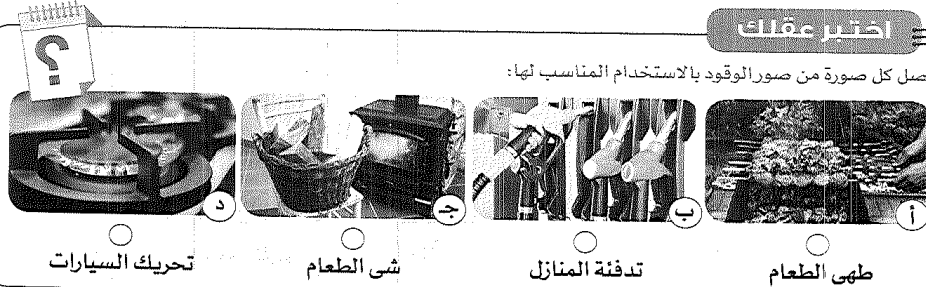 اختبر عقلك
?
صل كل صورة من صور الوقود بالاستخدام المناسب لها:
أ ب جـ د
طهى الطعام تدفئة المنازل شى الطعام تحريك السيارات